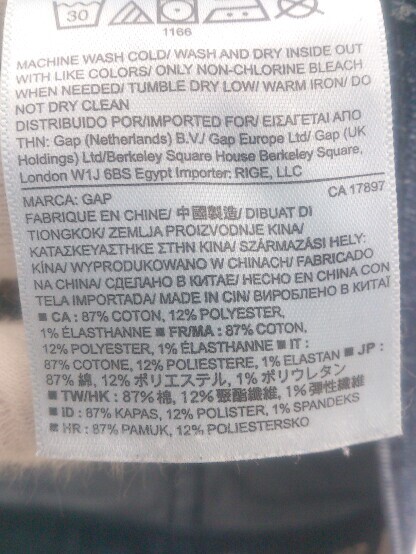 30
1166
MACHINE WASH COLD/ WASH AND DRY INSIDE OUT
WITH LIKE COLORS/ ONLY NON-CHLORINE BLEACH
WHEN NEEDED/ TUMBLE DRY LOW/ WARM IRON/ DO
NOT DRY CLEAN
DISTRIBUIDO POR/IMPORTED FOR/ ΕΙΣΑΓΕΤΑΙ ΑΠΟ
THN: Gap (Netherlands) B.V./ Gap Europe Ltd/ Gap (UK
Holdings) Ltd/Berkeley Square House Berkeley Square,
London W1J 6BS Egypt Importer: RIGE, LLC
MARCA: GAP CA 17897
FABRIQUE EN CHINE/ 中國製造/ DIBUAT DI
TIONGKOK/ ZEMLJA PROIZVODNJE KINA/
ΚΑΤΑΣΚΕΥΑΣΤΗΚΕ ΣΤΗΝ ΚΙΝΑ/ SZÁRMAZÁSI HELY:
KÍNA/ WYPRODUKOWANO W CHINACH/ FABRICADO
NA CHINA/ СДЕЛАНО В КИТАЕ/ HECHO EN CHINA CON
TELA IMPORTADA/ MADE IN CIN/ ВИРОБЛЕНО В КИТАЇ
■ CA : 87% COTON, 12% POLYESTER,
1% ÉLASTHANNE ■ FR/MA : 87% COTON,
12% POLYESTER, 1% ÉLASTHANNE ■ IT :
87% COTONE, 12% POLIESTERE, 1% ELASTAN ■ JP :
87% 綿, 12% ポリエステル, 1% ポリウレタン
■ TW/HK : 87% 棉, 12% 聚酯纖維, 1% 彈性纖維
■ ID : 87% KAPAS, 12% POLISTER, 1% SPANDEKS
■ HR : 87% PAMUK, 12% POLIESTERSKO